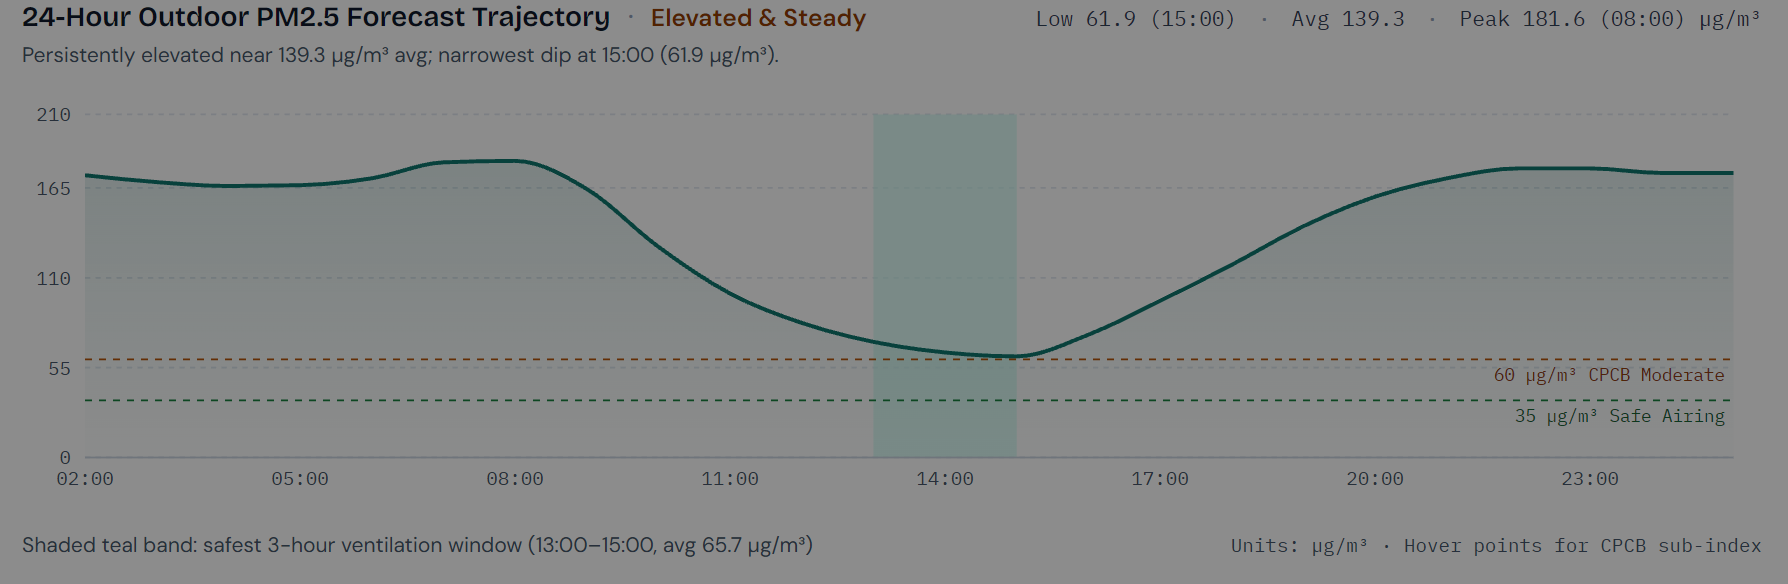 24-Hour Outdoor PM2.5 Forecast Trajectory · Elevated & Steady Low 61.9 (15:00) · Avg 139.3 · Peak 181.6 (08:00) µg/m³
Persistently elevated near 139.3 µg/m³ avg; narrowest dip at 15:00 (61.9 µg/m³).
210
165
110
55
60 µg/m³ CPCB Moderate
35 µg/m³ Safe Airing
0
02:00 05:00 08:00 11:00 14:00 17:00 20:00 23:00
Shaded teal band: safest 3-hour ventilation window (13:00–15:00, avg 65.7 µg/m³) Units: µg/m³ · Hover points for CPCB sub-index